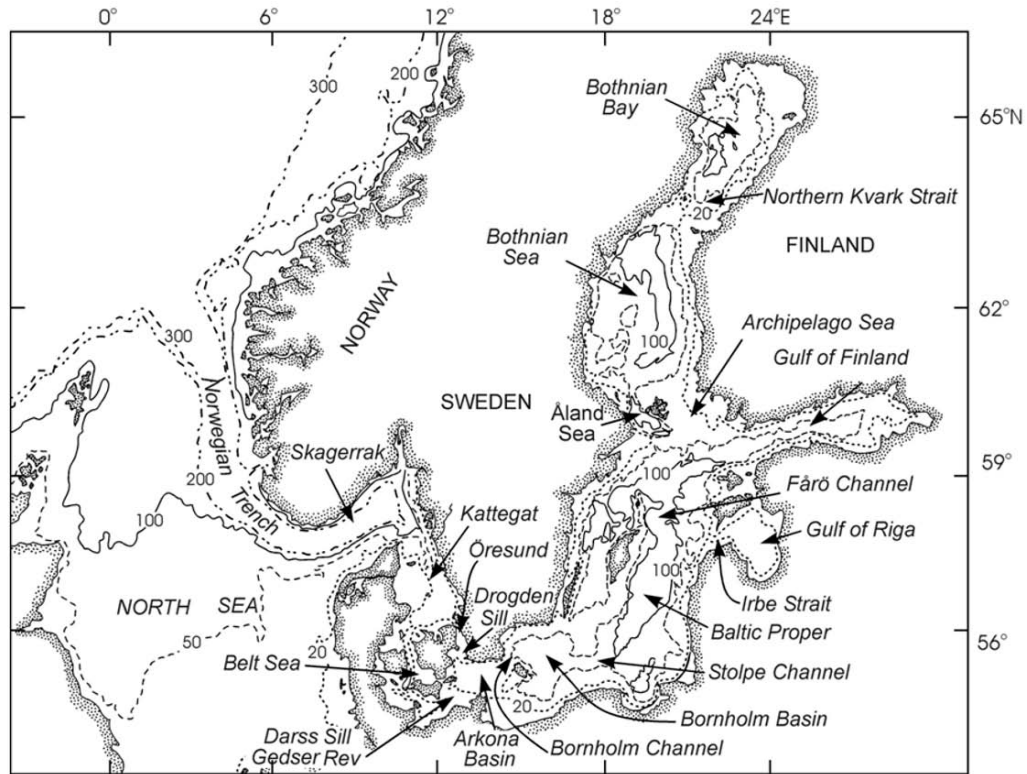 0°
6°
12°
18°
24°E
300
200
Bothnian
Bay
65°N
20
Northern Kvark Strait
Bothnian
Sea
FINLAND
NORWAY
62°
300
100
Archipelago Sea
Gulf of Finland
Norwegian
Trench
SWEDEN
Åland
Sea
Skagerrak
59°
200
100
100
Fårö Channel
Kattegat
Gulf of Riga
Öresund
100
Drogden
Sill
Irbe Strait
NORTH SEA
Baltic Proper
56°
50
20
Belt Sea
Stolpe Channel
20
Bornholm Basin
Darss Sill
Gedser Rev
Arkona
Basin
Bornholm Channel